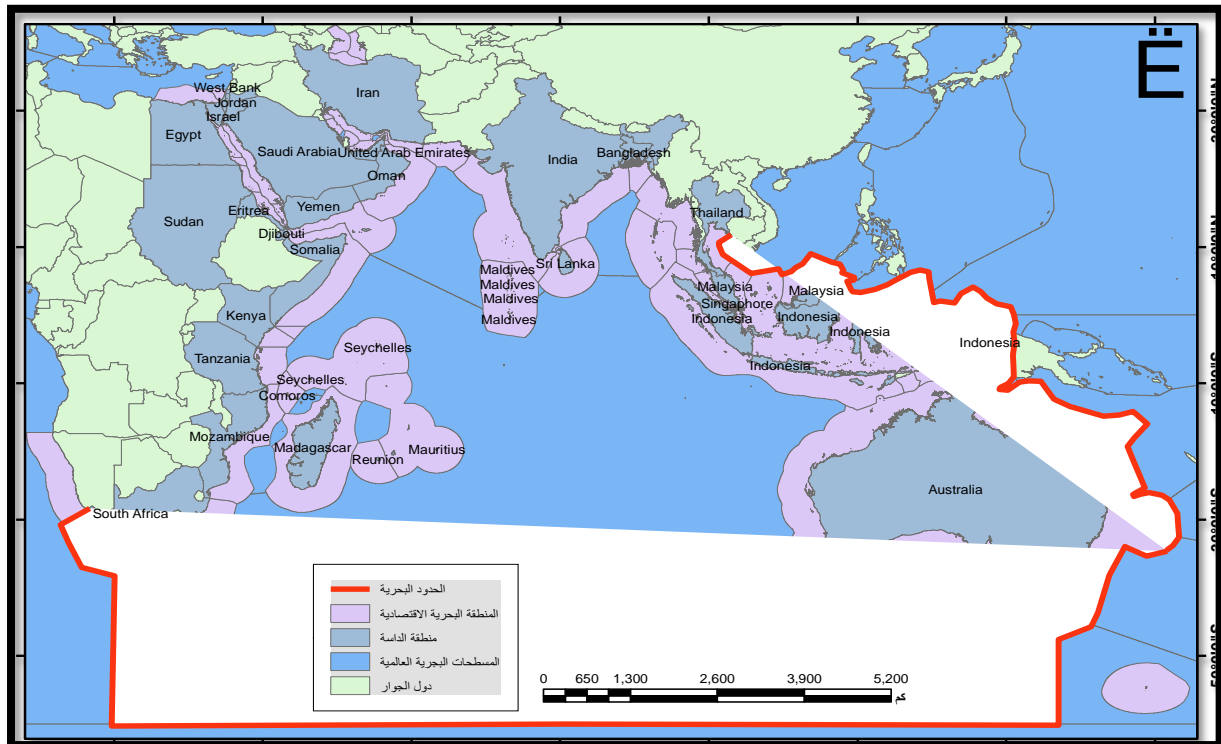 Ë
West Bank
Jordan
Israel
Iran
Egypt
Saudi Arabia
United Arab Emirates
Oman
India
Bangladesh
Sudan
Eritrea
Yemen
Djibouti
Somalia
Thailand
Maldives
Maldives
Maldives
Maldives
Sri Lanka
Malaysia
Malaysia
Singaphore
Indonesia
Indonesia
Indonesia
Indonesia
Indonesia
Kenya
Tanzania
Seychelles
Seychelles
Comoros
Mozambique
Madagascar
Reunion
Mauritius
Australia
South Africa
الحدود البحرية
المنطقة البحرية الاقتصادية
منطقة الداسة
المسطحات البجرية العالمية
دول الجوار
0 650 1,300 2,600 3,900 5,200
كم